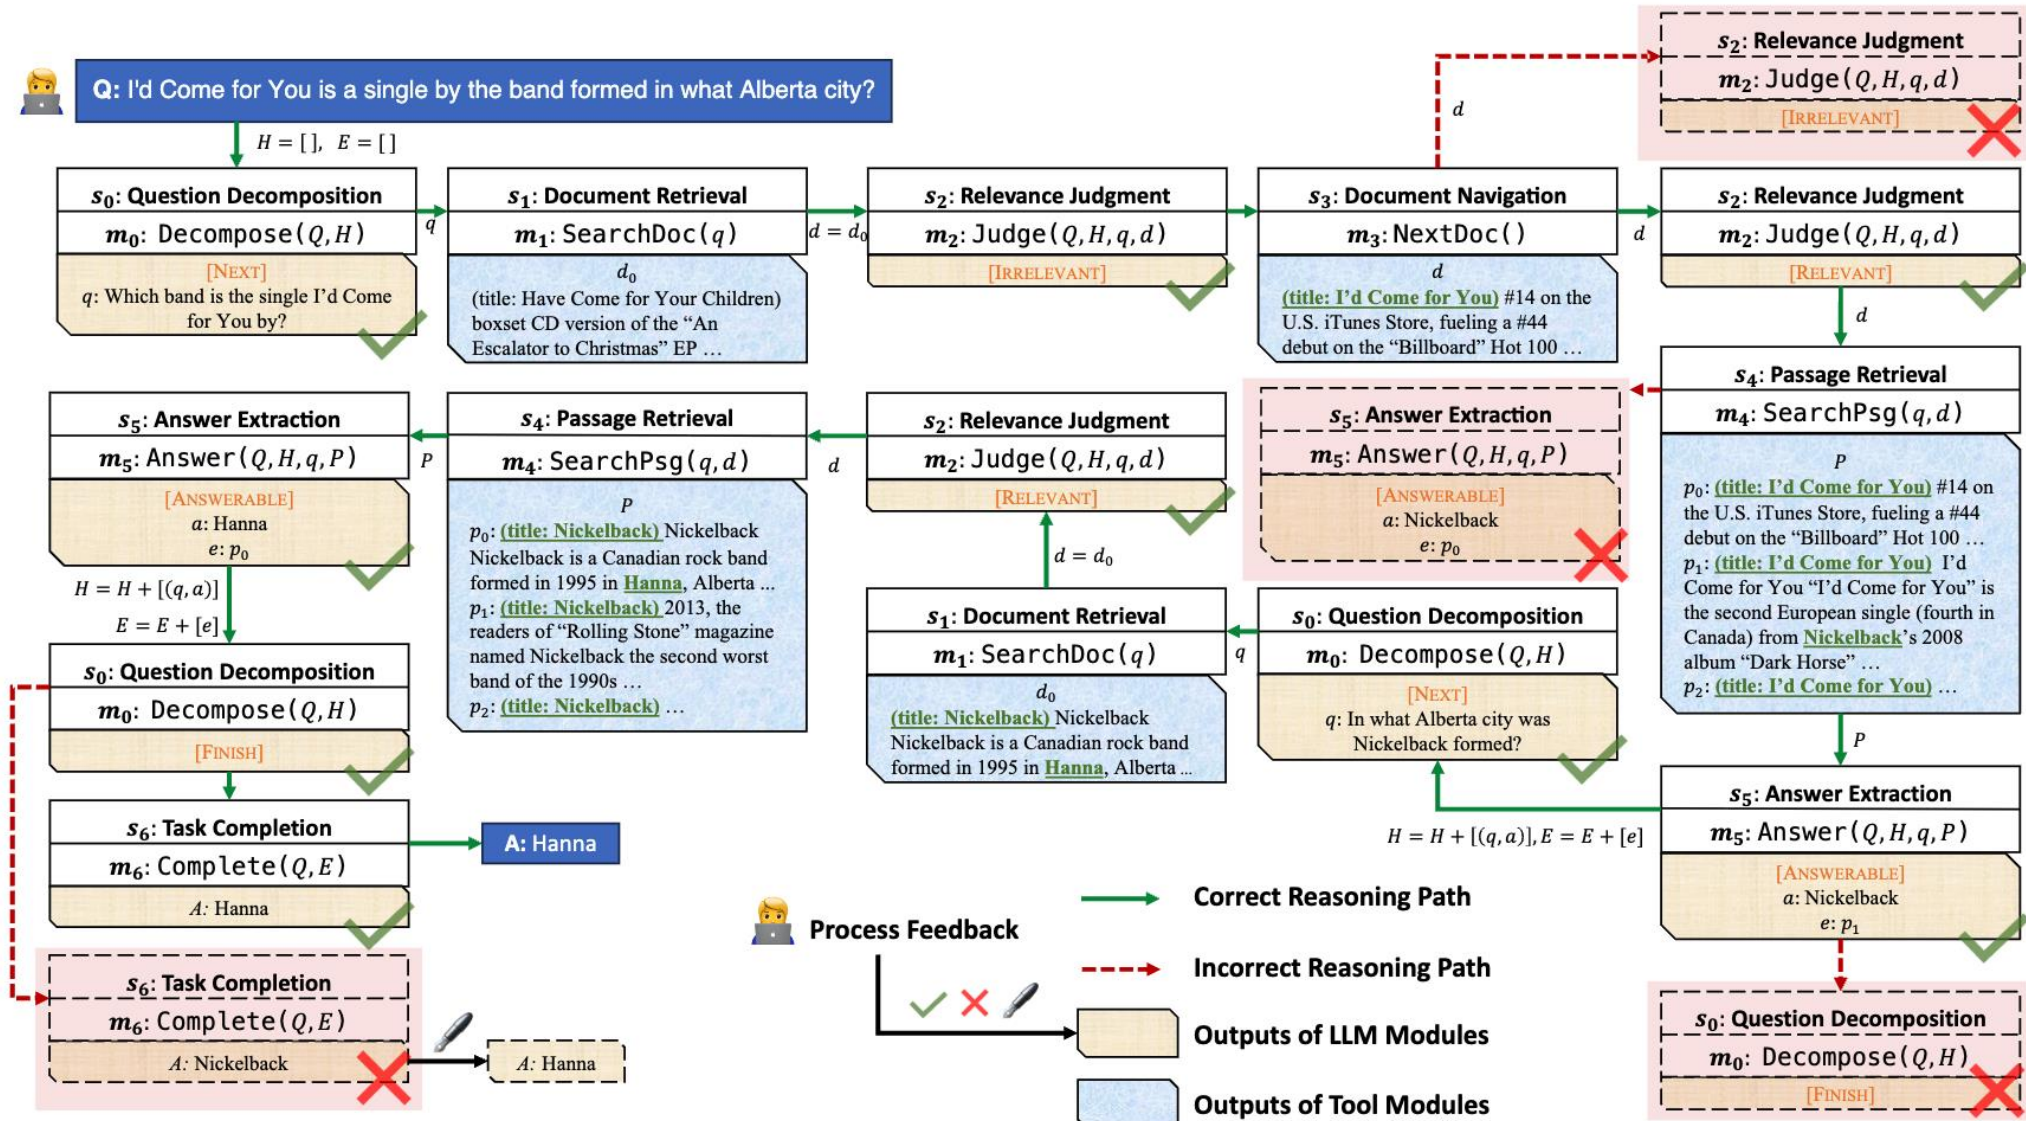 Q: I'd Come for You is a single by the band formed in what Alberta city?
H = [ ], E = [ ]
s₀: Question Decomposition
m₀: Decompose(Q,H)
[NEXT]
q: Which band is the single I'd Come
for You by?
q
s₁: Document Retrieval
m₁: SearchDoc(q)
d₀
(title: Have Come for Your Children)
boxset CD version of the "An
Escalator to Christmas" EP …
d = d₀
s₂: Relevance Judgment
m₂: Judge(Q,H,q,d)
[IRRELEVANT]
s₃: Document Navigation
m₃: NextDoc()
d
(title: I'd Come for You) #14 on the
U.S. iTunes Store, fueling a #44
debut on the "Billboard" Hot 100 …
d
s₂: Relevance Judgment
m₂: Judge(Q,H,q,d)
[IRRELEVANT]
d
s₂: Relevance Judgment
m₂: Judge(Q,H,q,d)
[RELEVANT]
d
s₄: Passage Retrieval
m₄: SearchPsg(q,d)
P
p₀: (title: I'd Come for You) #14 on
the U.S. iTunes Store, fueling a #44
debut on the "Billboard" Hot 100 …
p₁: (title: I'd Come for You) I'd
Come for You "I'd Come for You" is
the second European single (fourth in
Canada) from Nickelback's 2008
album "Dark Horse" …
p₂: (title: I'd Come for You) …
s₅: Answer Extraction
m₅: Answer(Q,H,q,P)
[ANSWERABLE]
a: Nickelback
e: p₀
P
s₅: Answer Extraction
m₅: Answer(Q,H,q,P)
[ANSWERABLE]
a: Nickelback
e: p₁
s₀: Question Decomposition
m₀: Decompose(Q,H)
[FINISH]
H = H + [(q,a)], E = E + [e]
s₀: Question Decomposition
m₀: Decompose(Q,H)
[NEXT]
q: In what Alberta city was
Nickelback formed?
q
s₁: Document Retrieval
m₁: SearchDoc(q)
d₀
(title: Nickelback) Nickelback
Nickelback is a Canadian rock band
formed in 1995 in Hanna, Alberta ...
d = d₀
s₂: Relevance Judgment
m₂: Judge(Q,H,q,d)
[RELEVANT]
d
s₄: Passage Retrieval
m₄: SearchPsg(q,d)
P
p₀: (title: Nickelback) Nickelback
Nickelback is a Canadian rock band
formed in 1995 in Hanna, Alberta ...
p₁: (title: Nickelback) 2013, the
readers of "Rolling Stone" magazine
named Nickelback the second worst
band of the 1990s …
p₂: (title: Nickelback) …
P
s₅: Answer Extraction
m₅: Answer(Q,H,q,P)
[ANSWERABLE]
a: Hanna
e: p₀
H = H + [(q,a)]
E = E + [e]
s₀: Question Decomposition
m₀: Decompose(Q,H)
[FINISH]
s₆: Task Completion
m₆: Complete(Q,E)
A: Hanna
A: Hanna
s₆: Task Completion
m₆: Complete(Q,E)
A: Nickelback
A: Hanna
Process Feedback
Correct Reasoning Path
Incorrect Reasoning Path
Outputs of LLM Modules
Outputs of Tool Modules